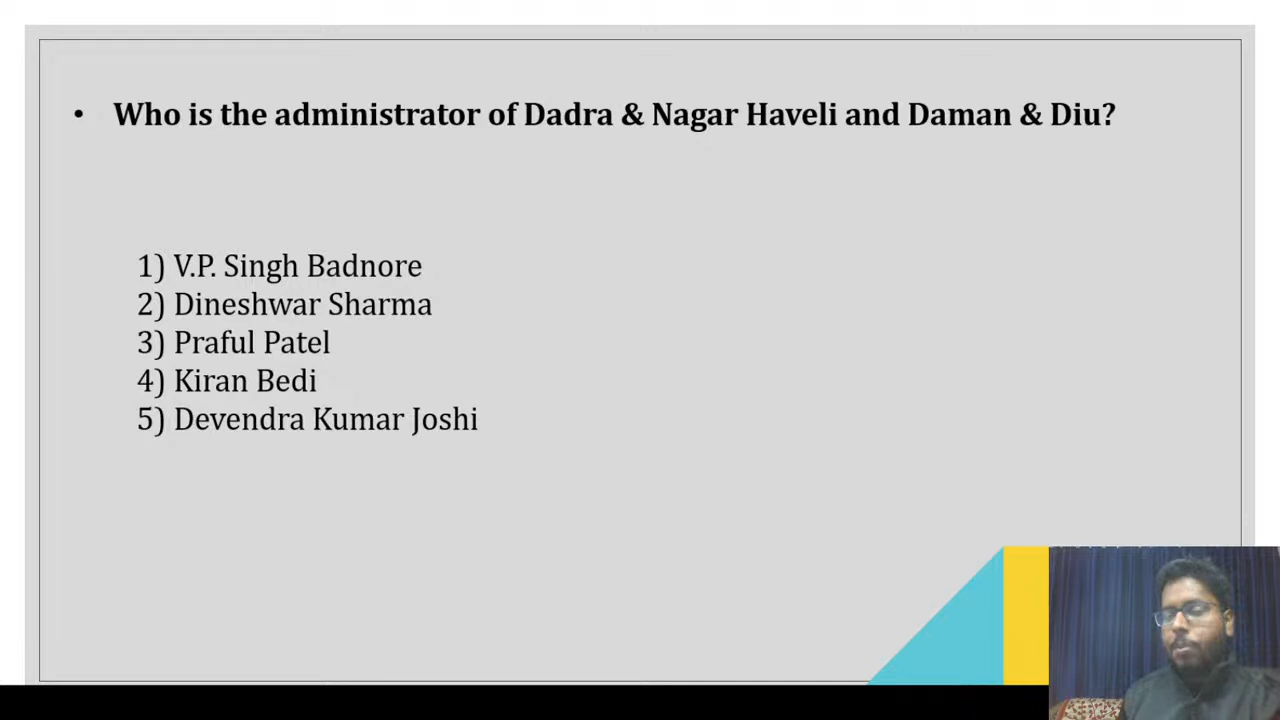 • Who is the administrator of Dadra & Nagar Haveli and Daman & Diu?
1) V.P. Singh Badnore
2) Dineshwar Sharma
3) Praful Patel
4) Kiran Bedi
5) Devendra Kumar Joshi